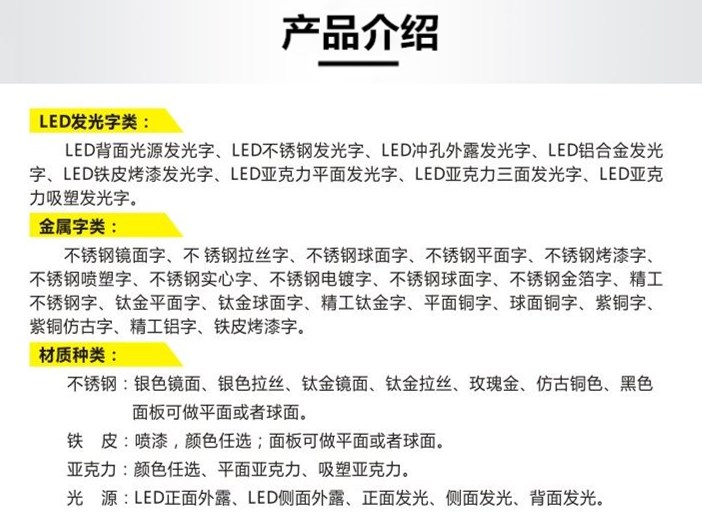 产品介绍
LED发光字类：
LED背面光源发光字、LED不锈钢发光字、LED冲孔外露发光字、LED铝合金发光
字、LED铁皮烤漆发光字、LED亚克力平面发光字、LED亚克力三面发光字、LED亚克
力吸塑发光字。
金属字类：
不锈钢镜面字、不 锈钢拉丝字、不锈钢球面字、不锈钢平面字、不锈钢烤漆字、
不锈钢喷塑字、不锈钢实心字、不锈钢电镀字、不锈钢球面字、不锈钢金箔字、精工
不锈钢字、钛金平面字、钛金球面字、精工钛金字、平面铜字、球面铜字、紫铜字、
紫铜仿古字、精工铝字、铁皮烤漆字。
材质种类：
不锈钢：银色镜面、银色拉丝、钛金镜面、钛金拉丝、玫瑰金、仿古铜色、黑色
面板可做平面或者球面。
铁　皮：喷漆，颜色任选；面板可做平面或者球面。
亚克力：颜色任选、平面亚克力、吸塑亚克力。
光　源：LED正面外露、LED侧面外露、正面发光、侧面发光、背面发光。